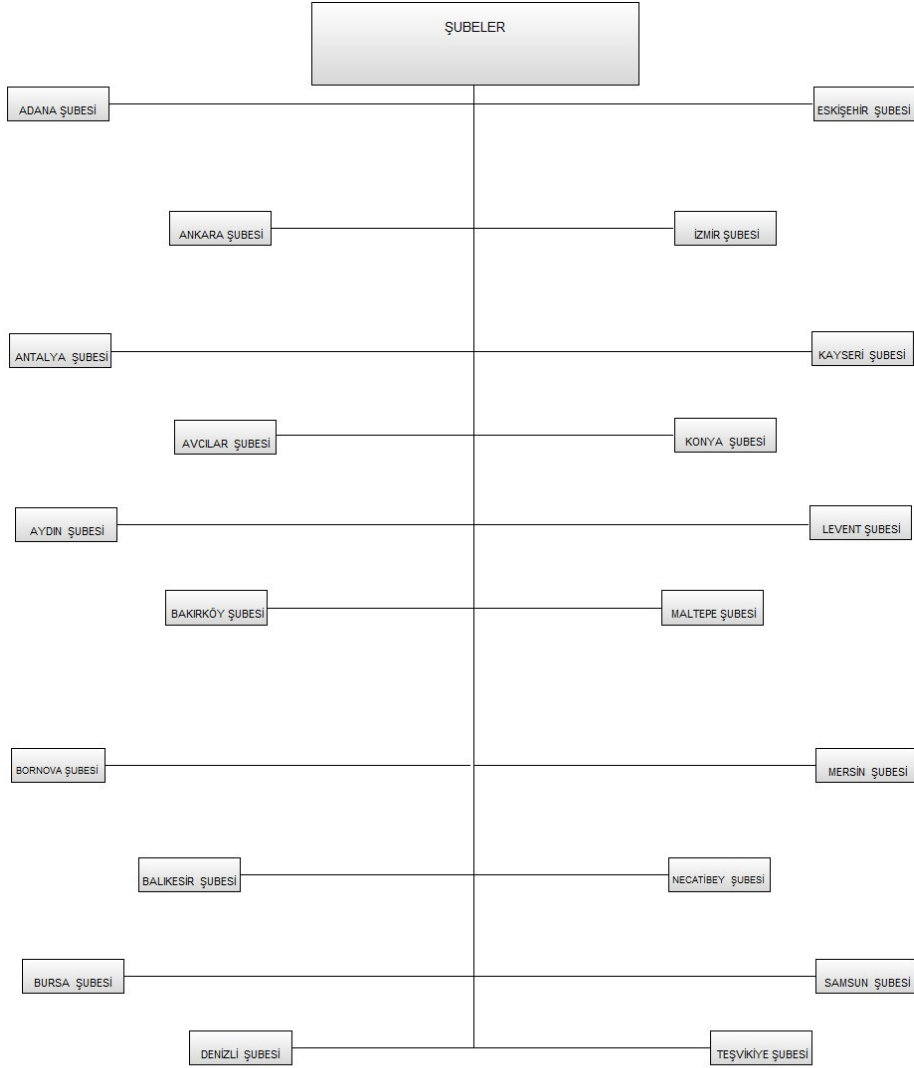 ŞUBELER
ADANA ŞUBESİ
ESKİŞEHİR ŞUBESİ
ANKARA ŞUBESİ
İZMİR ŞUBESİ
ANTALYA ŞUBESİ
KAYSERİ ŞUBESİ
AVCILAR ŞUBESİ
KONYA ŞUBESİ
AYDIN ŞUBESİ
LEVENT ŞUBESİ
BAKIRKÖY ŞUBESİ
MALTEPE ŞUBESİ
BORNOVA ŞUBESİ
MERSİN ŞUBESİ
BALIKESİR ŞUBESİ
NECATİBEY ŞUBESİ
BURSA ŞUBESİ
SAMSUN ŞUBESİ
DENİZLİ ŞUBESİ
TEŞVİKİYE ŞUBESİ